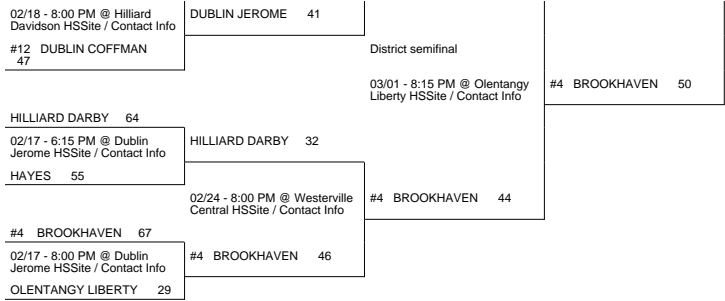 02/18 - 8:00 PM @ Hilliard
Davidson HSSite / Contact Info
DUBLIN JEROME 41
#12 DUBLIN COFFMAN
47
District semifinal
03/01 - 8:15 PM @ Olentangy
Liberty HSSite / Contact Info
#4 BROOKHAVEN 50
HILLIARD DARBY 64
02/17 - 6:15 PM @ Dublin
Jerome HSSite / Contact Info
HILLIARD DARBY 32
HAYES 55
02/24 - 8:00 PM @ Westerville
Central HSSite / Contact Info
#4 BROOKHAVEN 44
#4 BROOKHAVEN 67
02/17 - 8:00 PM @ Dublin
Jerome HSSite / Contact Info
#4 BROOKHAVEN 46
OLENTANGY LIBERTY 29